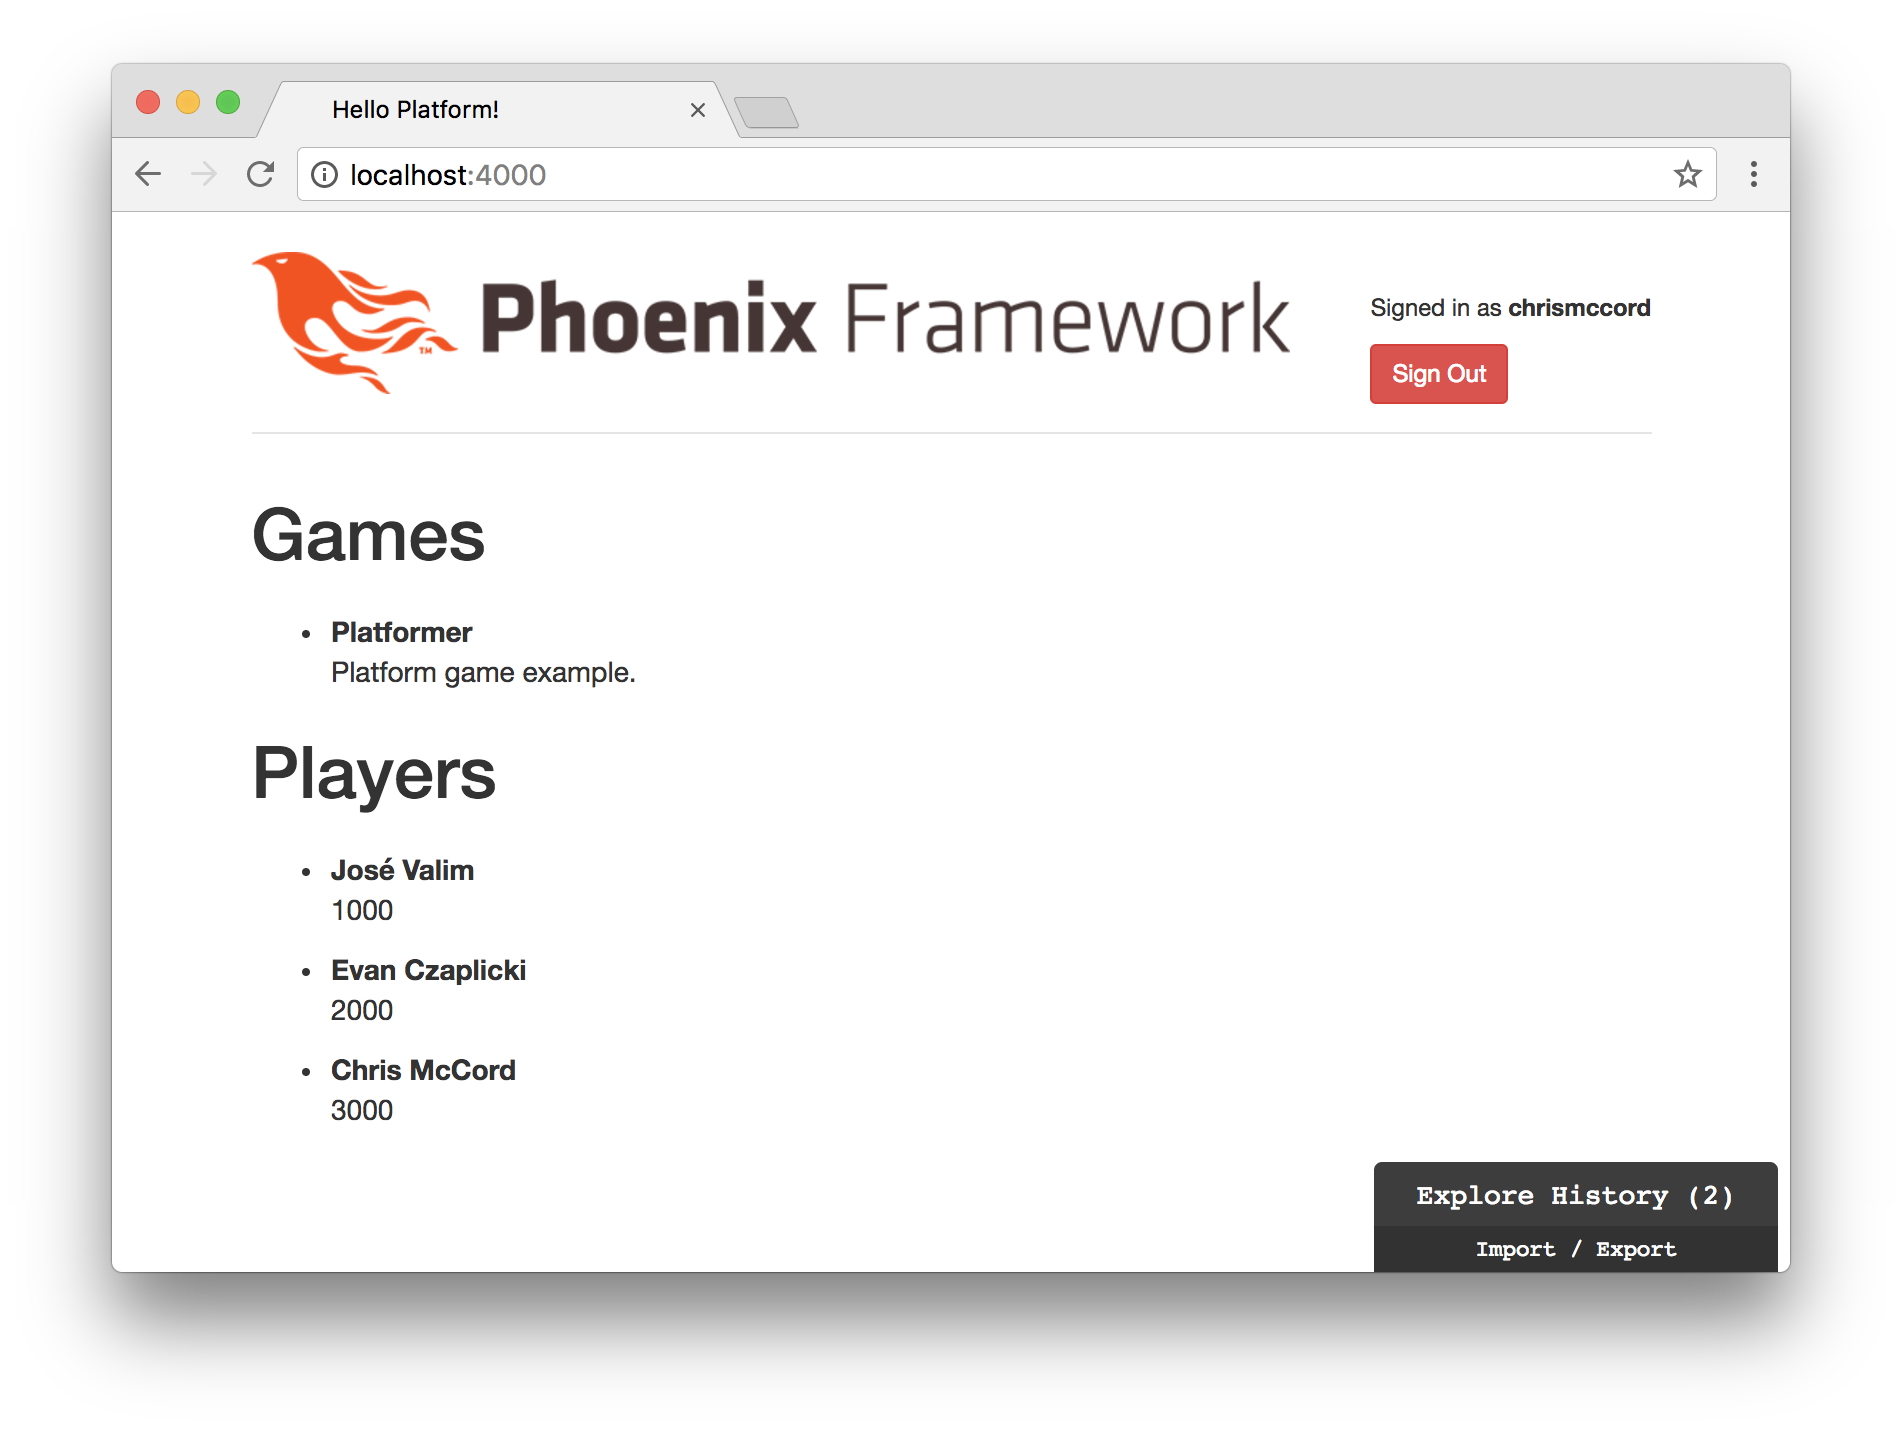 Hello Platform!
localhost:4000
Phoenix Framework
TM
Signed in as chrismccord
Sign Out
Games
Platformer
Platform game example.
Players
José Valim
1000
Evan Czaplicki
2000
Chris McCord
3000
Explore History (2)
Import / Export